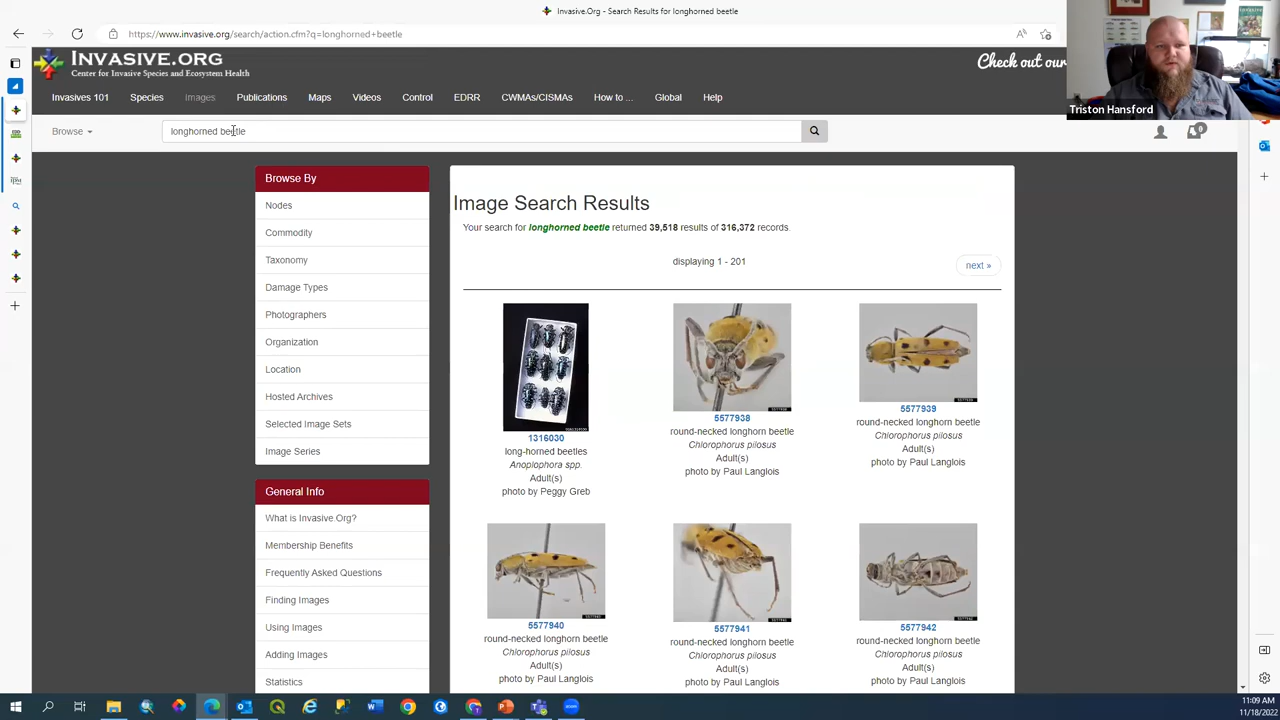 Invasive.Org - Search Results for longhorned beetle
https://www.invasive.org/search/action.cfm?q=longhorned+beetle
INVASIVE.ORG
Center for Invasive Species and Ecosystem Health
Check out our
Triston Hansford
Invasives 101 Species Images Publications Maps Videos Control EDRR CWMAs/CISMAs How to ... Global Help
Browse
longhorned beetle
0
Browse By
Nodes
Commodity
Taxonomy
Damage Types
Photographers
Organization
Location
Hosted Archives
Selected Image Sets
Image Series
General Info
What is Invasive.Org?
Membership Benefits
Frequently Asked Questions
Finding Images
Using Images
Adding Images
Statistics
Image Search Results
Your search for longhorned beetle returned 39,518 results of 316,372 records.
displaying 1 - 201
next »
1316030
long-horned beetles
Anoplophora spp.
Adult(s)
photo by Peggy Greb
5577938
round-necked longhorn beetle
Chlorophorus pilosus
Adult(s)
photo by Paul Langlois
5577939
round-necked longhorn beetle
Chlorophorus pilosus
Adult(s)
photo by Paul Langlois
5577940
round-necked longhorn beetle
Chlorophorus pilosus
Adult(s)
photo by Paul Langlois
5577941
round-necked longhorn beetle
Chlorophorus pilosus
Adult(s)
photo by Paul Langlois
5577942
round-necked longhorn beetle
Chlorophorus pilosus
Adult(s)
photo by Paul Langlois
11:09 AM
11/18/2022